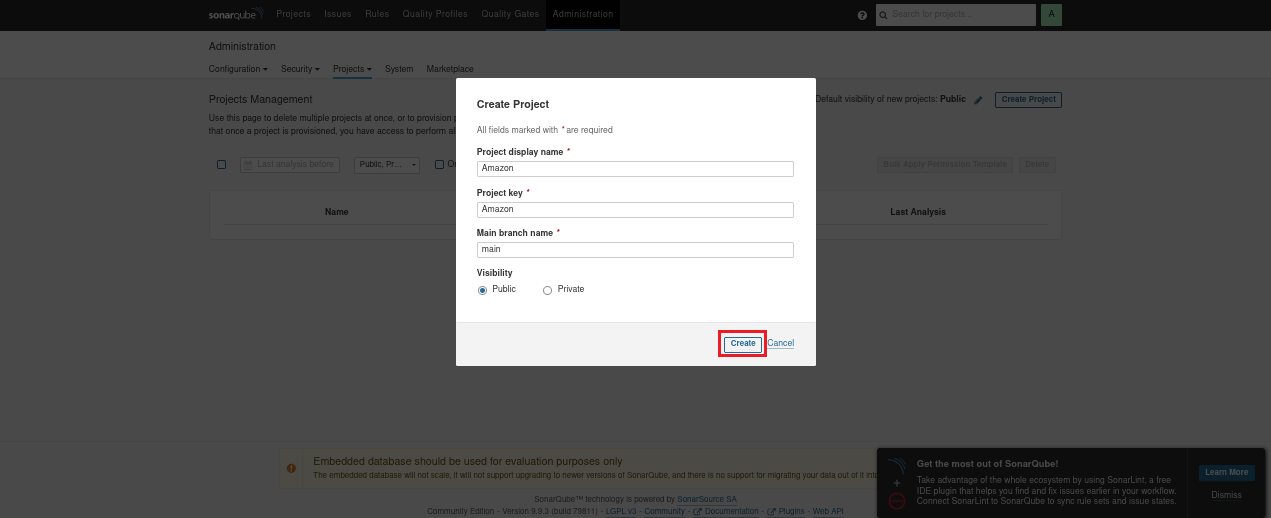 sonarqube Projects Issues Rules Quality Profiles Quality Gates Administration ? Search for projects... A
Administration
Configuration Security Projects System Marketplace
Projects Management
Default visibility of new projects: Public Create Project
Use this page to delete multiple projects at once, or to provision p
that once a project is provisioned, you have access to perform al
Last analysis before Public, Pr... On Bulk Apply Permission Template Delete
Name Last Analysis
Create Project
All fields marked with * are required
Project display name *
Amazon
Project key *
Amazon
Main branch name *
main
Visibility
Public Private
Create Cancel
Embedded database should be used for evaluation purposes only
The embedded database will not scale, it will not support upgrading to newer versions of SonarQube, and there is no support for migrating your data out of it into
SonarQube™ technology is powered by SonarSource SA
Community Edition - Version 9.9.3 (build 79811) - LGPL v3 - Community - Documentation - Plugins - Web API
Get the most out of SonarQube!
Take advantage of the whole ecosystem by using SonarLint, a free
IDE plugin that helps you find and fix issues earlier in your workflow.
Connect SonarLint to SonarQube to sync rule sets and issue states.
Learn More
Dismiss